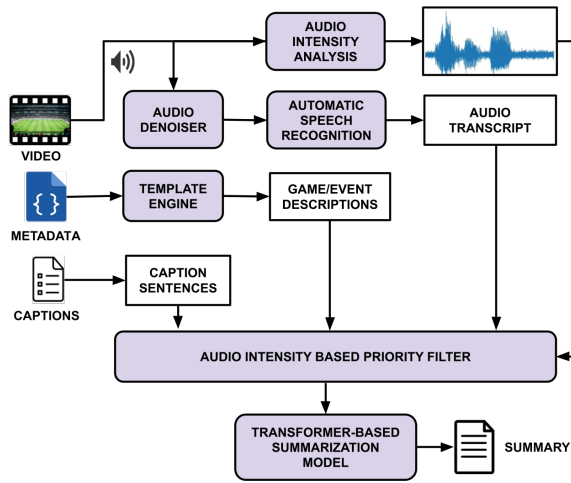 AUDIO
INTENSITY
ANALYSIS
VIDEO
AUDIO
DENOISER
AUTOMATIC
SPEECH
RECOGNITION
AUDIO
TRANSCRIPT
METADATA
{ }
TEMPLATE
ENGINE
GAME/EVENT
DESCRIPTIONS
CAPTIONS
CAPTION
SENTENCES
AUDIO INTENSITY BASED PRIORITY FILTER
TRANSFORMER-BASED
SUMMARIZATION
MODEL
SUMMARY